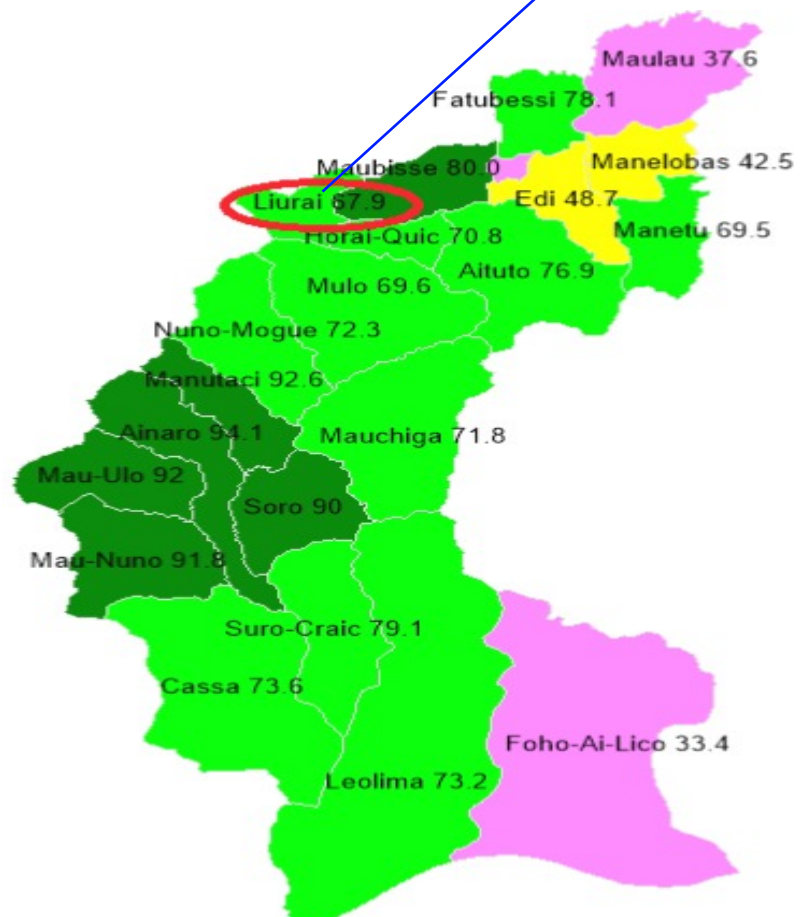 Maulau 37.6
Fatubessi 78.1
Manelobas 42.5
Maubisse 80.0
Edi 48.7
Liurai 67.9
Manetu 69.5
Horai-Quic 70.8
Aituto 76.9
Mulo 69.6
Nuno-Mogue 72.3
Manutaci 92.6
Ainaro 94.1
Mauchiga 71.8
Mau-Ulo 92
Soro 90
Mau-Nuno 91.8
Suro-Craic 79.1
Cassa 73.6
Foho-Ai-Lico 33.4
Leolima 73.2